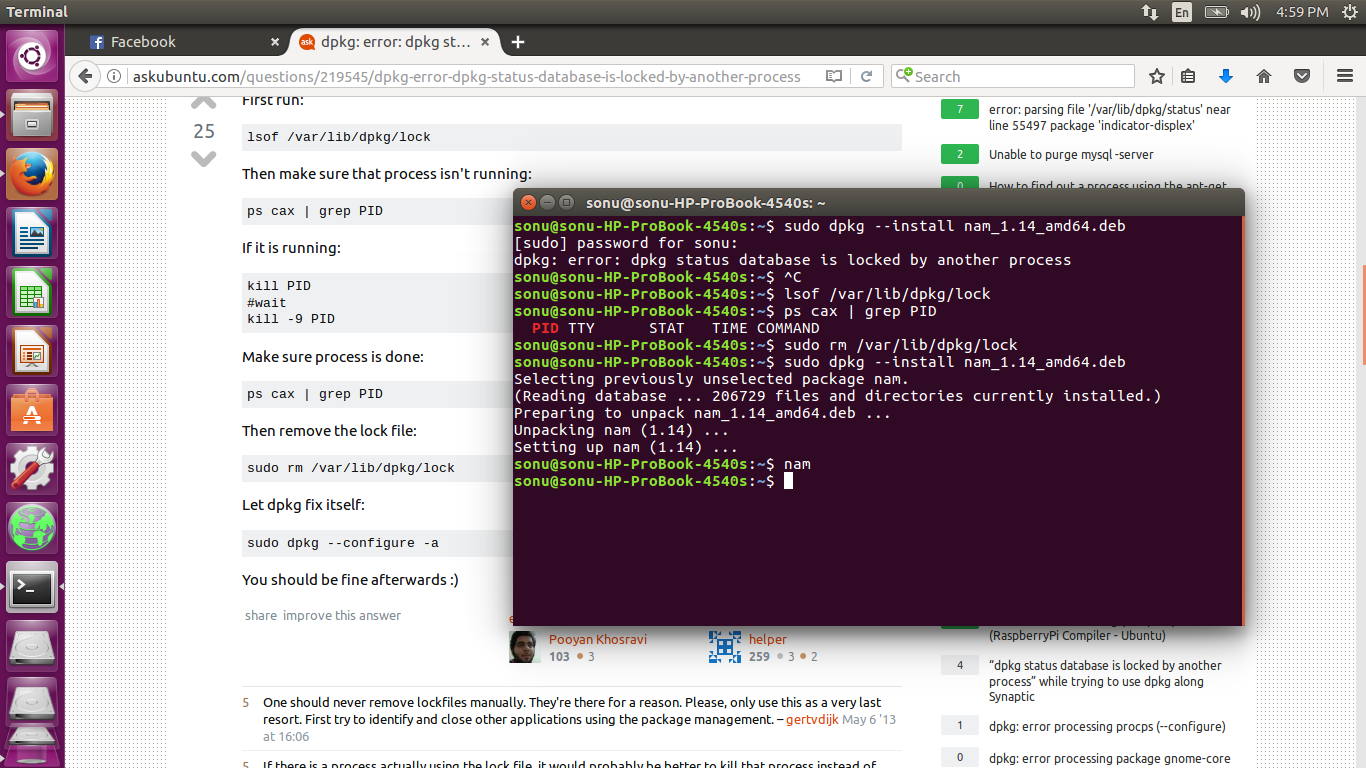 Terminal
En
4:59 PM
Facebook
dpkg: error: dpkg st...
askubuntu.com/questions/219545/dpkg-error-dpkg-status-database-is-locked-by-another-process
Search
25
First run:
lsof /var/lib/dpkg/lock
Then make sure that process isn't running:
ps cax | grep PID
If it is running:
kill PID
#wait
kill -9 PID
Make sure process is done:
ps cax | grep PID
Then remove the lock file:
sudo rm /var/lib/dpkg/lock
Let dpkg fix itself:
sudo dpkg --configure -a
You should be fine afterwards :)
share improve this answer
Pooyan Khosravi
103 3
helper
259 3 2
5 One should never remove lockfiles manually. They're there for a reason. Please, only use this as a very last
resort. First try to identify and close other applications using the package management. – gertvdijk May 6 '13
at 16:06
5 If there is a process actually using the lock file, it would probably be better to kill that process instead of
sonu@sonu-HP-ProBook-4540s: ~
sonu@sonu-HP-ProBook-4540s:~$ sudo dpkg --install nam_1.14_amd64.deb
[sudo] password for sonu:
dpkg: error: dpkg status database is locked by another process
sonu@sonu-HP-ProBook-4540s:~$ ^C
sonu@sonu-HP-ProBook-4540s:~$ lsof /var/lib/dpkg/lock
sonu@sonu-HP-ProBook-4540s:~$ ps cax | grep PID
PID TTY STAT TIME COMMAND
sonu@sonu-HP-ProBook-4540s:~$ sudo rm /var/lib/dpkg/lock
sonu@sonu-HP-ProBook-4540s:~$ sudo dpkg --install nam_1.14_amd64.deb
Selecting previously unselected package nam.
(Reading database ... 206729 files and directories currently installed.)
Preparing to unpack nam_1.14_amd64.deb ...
Unpacking nam (1.14) ...
Setting up nam (1.14) ...
sonu@sonu-HP-ProBook-4540s:~$ nam
sonu@sonu-HP-ProBook-4540s:~$
7 error: parsing file '/var/lib/dpkg/status' near
line 55497 package 'indicator-displex'
2 Unable to purge mysql -server
0 How to find out a process using the apt-get
(RaspberryPi Compiler - Ubuntu)
4 “dpkg status database is locked by another
process” while trying to use dpkg along
Synaptic
1 dpkg: error processing procps (--configure)
0 dpkg: error processing package gnome-core